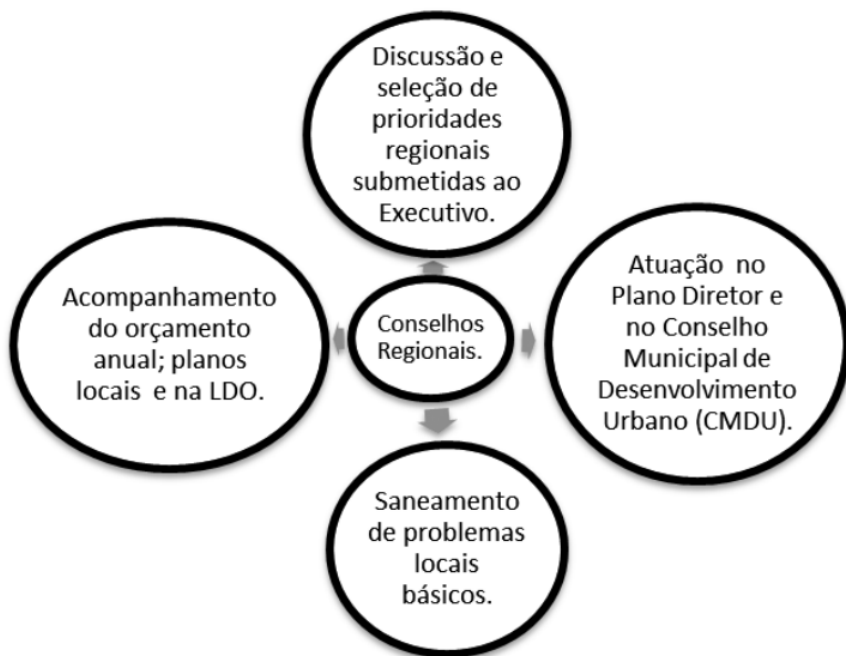 Discussão e
seleção de
prioridades
regionais
submetidas ao
Executivo.
Acompanhamento
do orçamento
anual; planos
locais e na LDO.
Conselhos
Regionais.
Atuação no
Plano Diretor e
no Conselho
Municipal de
Desenvolvimento
Urbano (CMDU).
Saneamento
de problemas
locais
básicos.